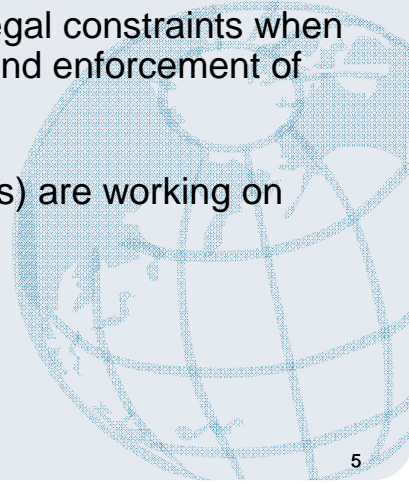 egal constraints when
nd enforcement of
s) are working on
5